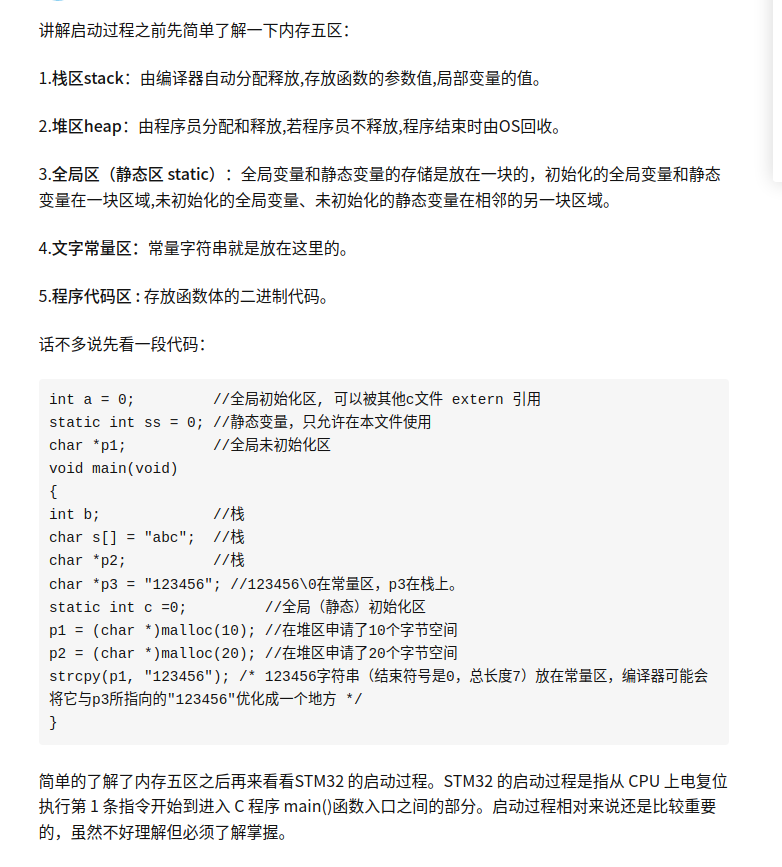 讲解启动过程之前先简单了解一下内存五区：
1.栈区stack：由编译器自动分配释放,存放函数的参数值,局部变量的值。
2.堆区heap：由程序员分配和释放,若程序员不释放,程序结束时由OS回收。
3.全局区（静态区 static）：全局变量和静态变量的存储是放在一块的，初始化的全局变量和静态
变量在一块区域,未初始化的全局变量、未初始化的静态变量在相邻的另一块区域。
4.文字常量区：常量字符串就是放在这里的。
5.程序代码区 : 存放函数体的二进制代码。
话不多说先看一段代码：
int a = 0;         //全局初始化区, 可以被其他c文件 extern 引用
static int ss = 0; //静态变量，只允许在本文件使用
char *p1;          //全局未初始化区
void main(void)
{
int b;             //栈
char s[] = "abc";  //栈
char *p2;          //栈
char *p3 = "123456"; //123456\0在常量区，p3在栈上。
static int c =0;         //全局（静态）初始化区
p1 = (char *)malloc(10); //在堆区申请了10个字节空间
p2 = (char *)malloc(20); //在堆区申请了20个字节空间
strcpy(p1, "123456"); /* 123456字符串（结束符号是0，总长度7）放在常量区，编译器可能会
将它与p3所指向的"123456"优化成一个地方 */
}
简单的了解了内存五区之后再来看看STM32 的启动过程。STM32 的启动过程是指从 CPU 上电复位
执行第 1 条指令开始到进入 C 程序 main()函数入口之间的部分。启动过程相对来说还是比较重要
的，虽然不好理解但必须了解掌握。